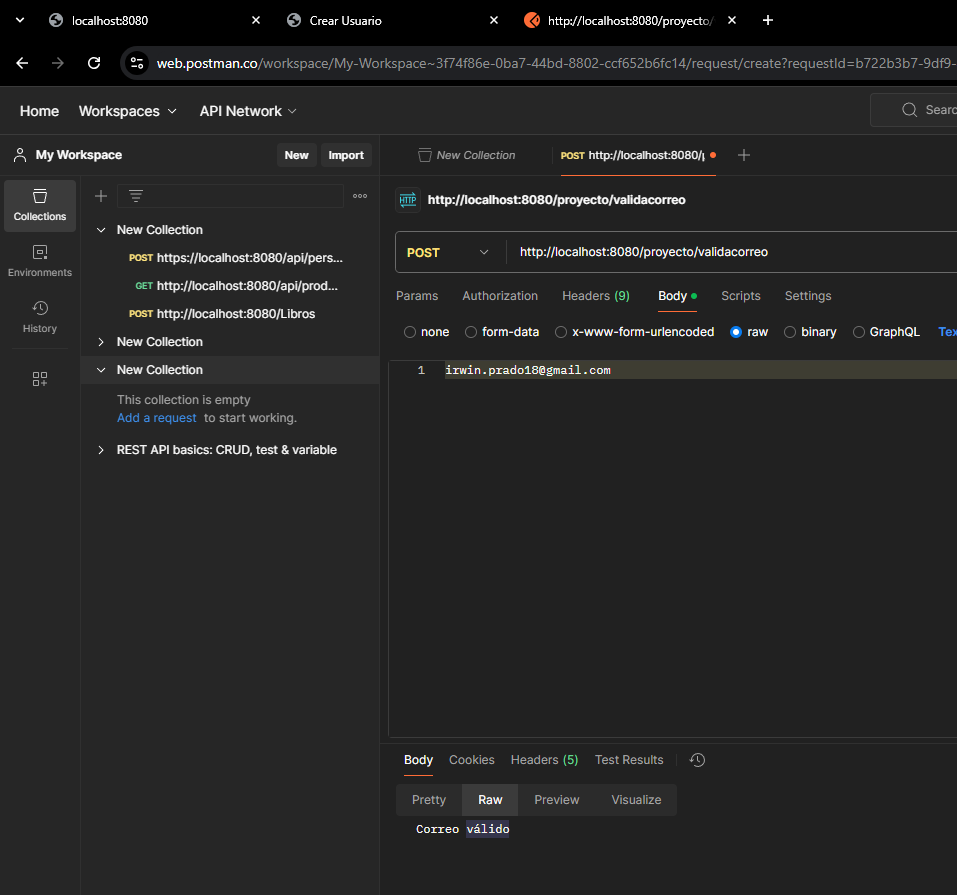 localhost:8080
Crear Usuario
http://localhost:8080/proyecto/
web.postman.co/workspace/My-Workspace~3f74f86e-0ba7-44bd-8802-ccf652b6fc14/request/create?requestId=b722b3b7-9df9-
Home Workspaces API Network
Searc
My Workspace New Import
New Collection
POST http://localhost:8080/p
Collections
Environments
History
New Collection
POST https://localhost:8080/api/pers...
GET http://localhost:8080/api/prod...
POST http://localhost:8080/Libros
New Collection
New Collection
This collection is empty
Add a request to start working.
REST API basics: CRUD, test & variable
HTTP http://localhost:8080/proyecto/validacorreo
POST http://localhost:8080/proyecto/validacorreo
Params Authorization Headers (9) Body Scripts Settings
none form-data x-www-form-urlencoded raw binary GraphQL Tex
1 irwin.prado18@gmail.com
Body Cookies Headers (5) Test Results
Pretty Raw Preview Visualize
Correo válido